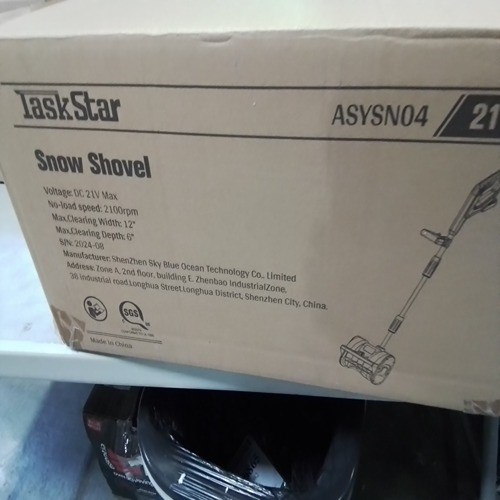 TaskStar
ASYSN04 / 21
Snow Shovel
Voltage: DC 21V Max
No-load speed: 2100rpm
Max.Clearing Width: 12"
Max.Clearing Depth: 6"
S/N: 2024-08
Manufacturer: ShenZhen Sky Blue Ocean Technology Co., Limited
Address: Zone A, 2nd floor, building E. Zhenbao IndustrialZone,
36 industrial road,Longhua Street,Longhua District, Shenzhen City, China.
SGS
Made in China